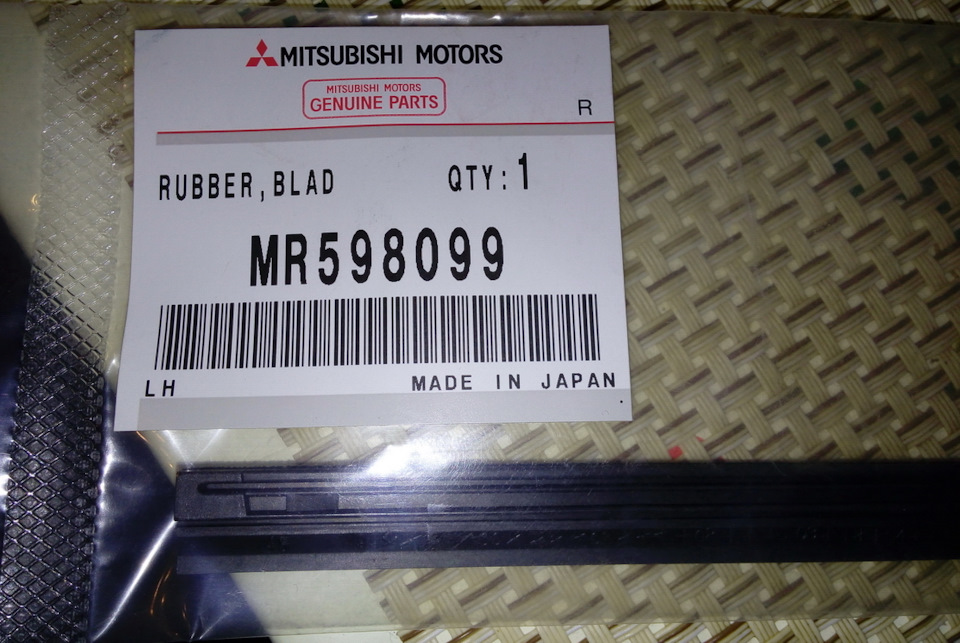 MITSUBISHI MOTORS
MITSUBISHI MOTORS
GENUINE PARTS
R
RUBBER,BLAD QTY:1
MR598099
LH MADE IN JAPAN